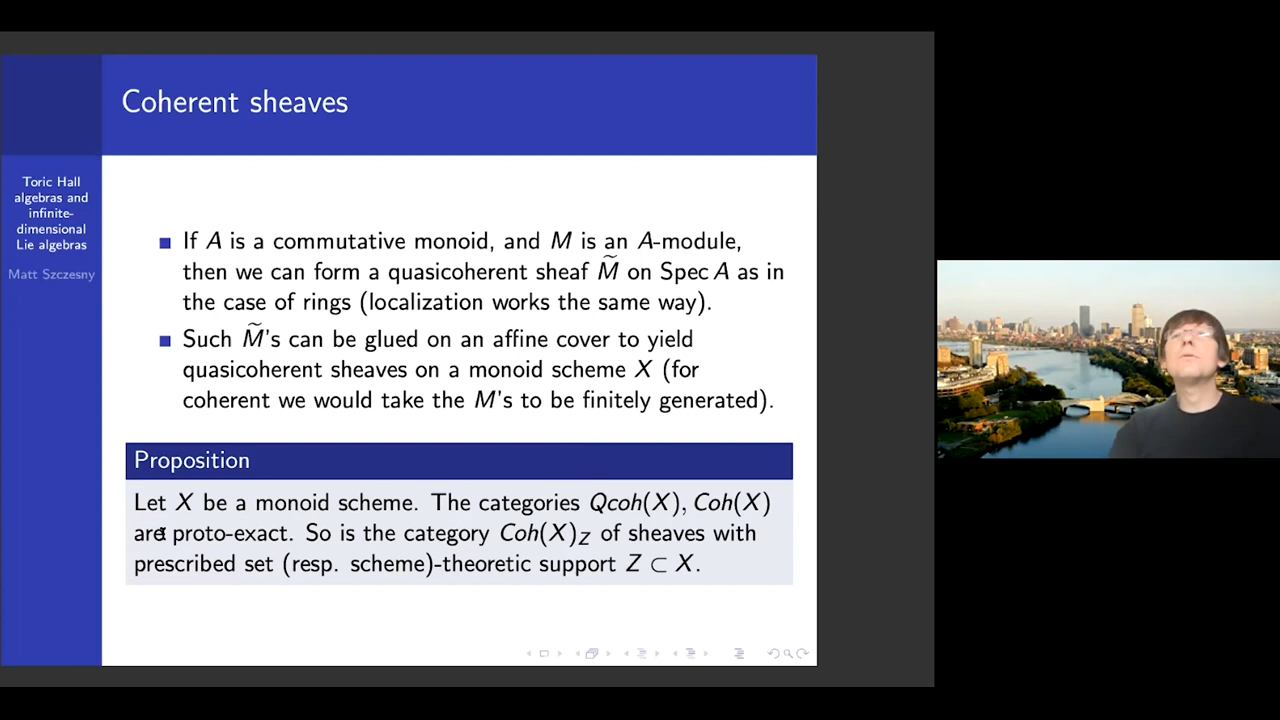 Coherent sheaves
Toric Hall
algebras and
infinite-
dimensional
Lie algebras
Matt Szczesny
If A is a commutative monoid, and M is an A-module,
then we can form a quasicoherent sheaf M̃ on Spec A as in
the case of rings (localization works the same way).
Such M̃'s can be glued on an affine cover to yield
quasicoherent sheaves on a monoid scheme X (for
coherent we would take the M's to be finitely generated).
Proposition
Let X be a monoid scheme. The categories Qcoh(X), Coh(X)
are proto-exact. So is the category Coh(X)_Z of sheaves with
prescribed set (resp. scheme)-theoretic support Z ⊂ X.